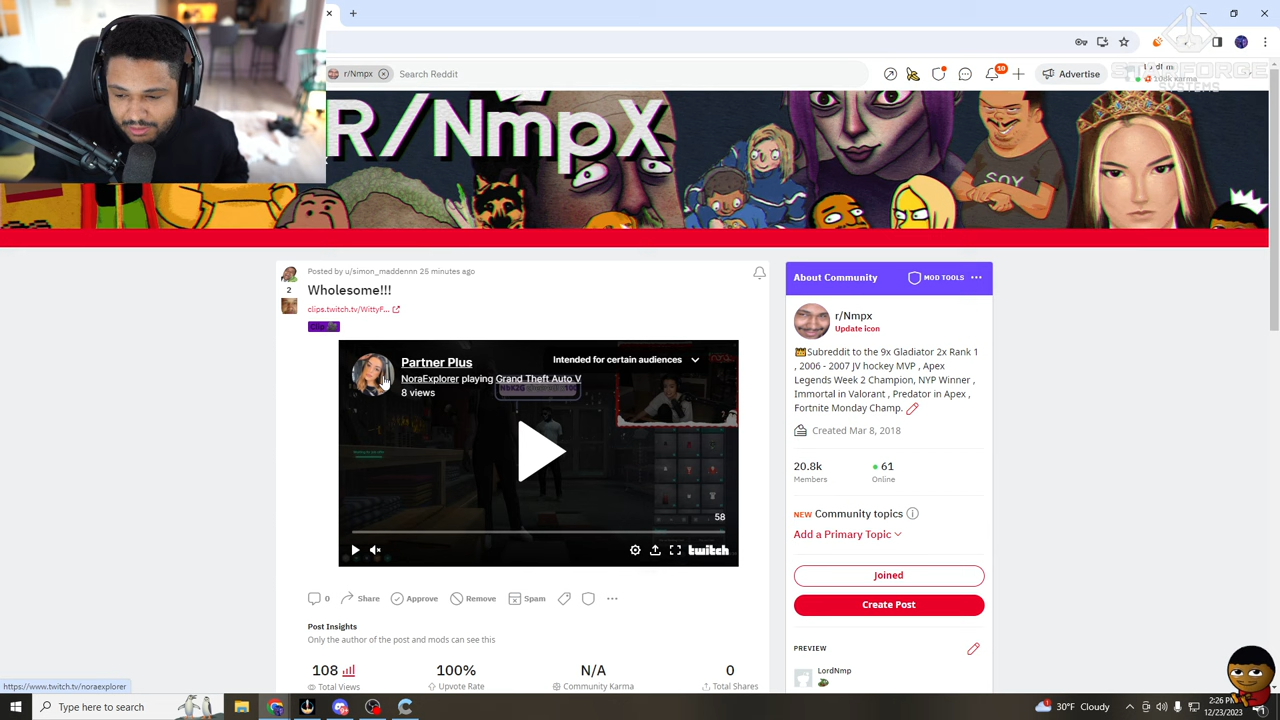 r/Nmpx
Search Reddit
10
Advertise
106k karma
STARFORGE
SYSTEMS
R/NmpX
SOY
Posted by u/simon_maddennn 25 minutes ago
2
Wholesome!!!
clips.twitch.tv/WittyF...
Clip
Partner Plus
Intended for certain audiences
NoraExplorer playing Grand Theft Auto V
8 views
58
twitch
0
Share
Approve
Remove
Spam
Post Insights
Only the author of the post and mods can see this
108
100%
N/A
0
Total Views
Upvote Rate
Community Karma
Total Shares
About Community
MOD TOOLS
r/Nmpx
Update icon
Subreddit to the 9x Gladiator 2x Rank 1
, 2006 - 2007 JV hockey MVP , Apex
Legends Week 2 Champion, NYP Winner ,
Immortal in Valorant , Predator in Apex ,
Fortnite Monday Champ.
Created Mar 8, 2018
20.8k
61
Members
Online
NEW Community topics
Add a Primary Topic
Joined
Create Post
PREVIEW
LordNmp
https://www.twitch.tv/noraexplorer
Type here to search
30°F Cloudy
2:26 PM
12/23/2023
1